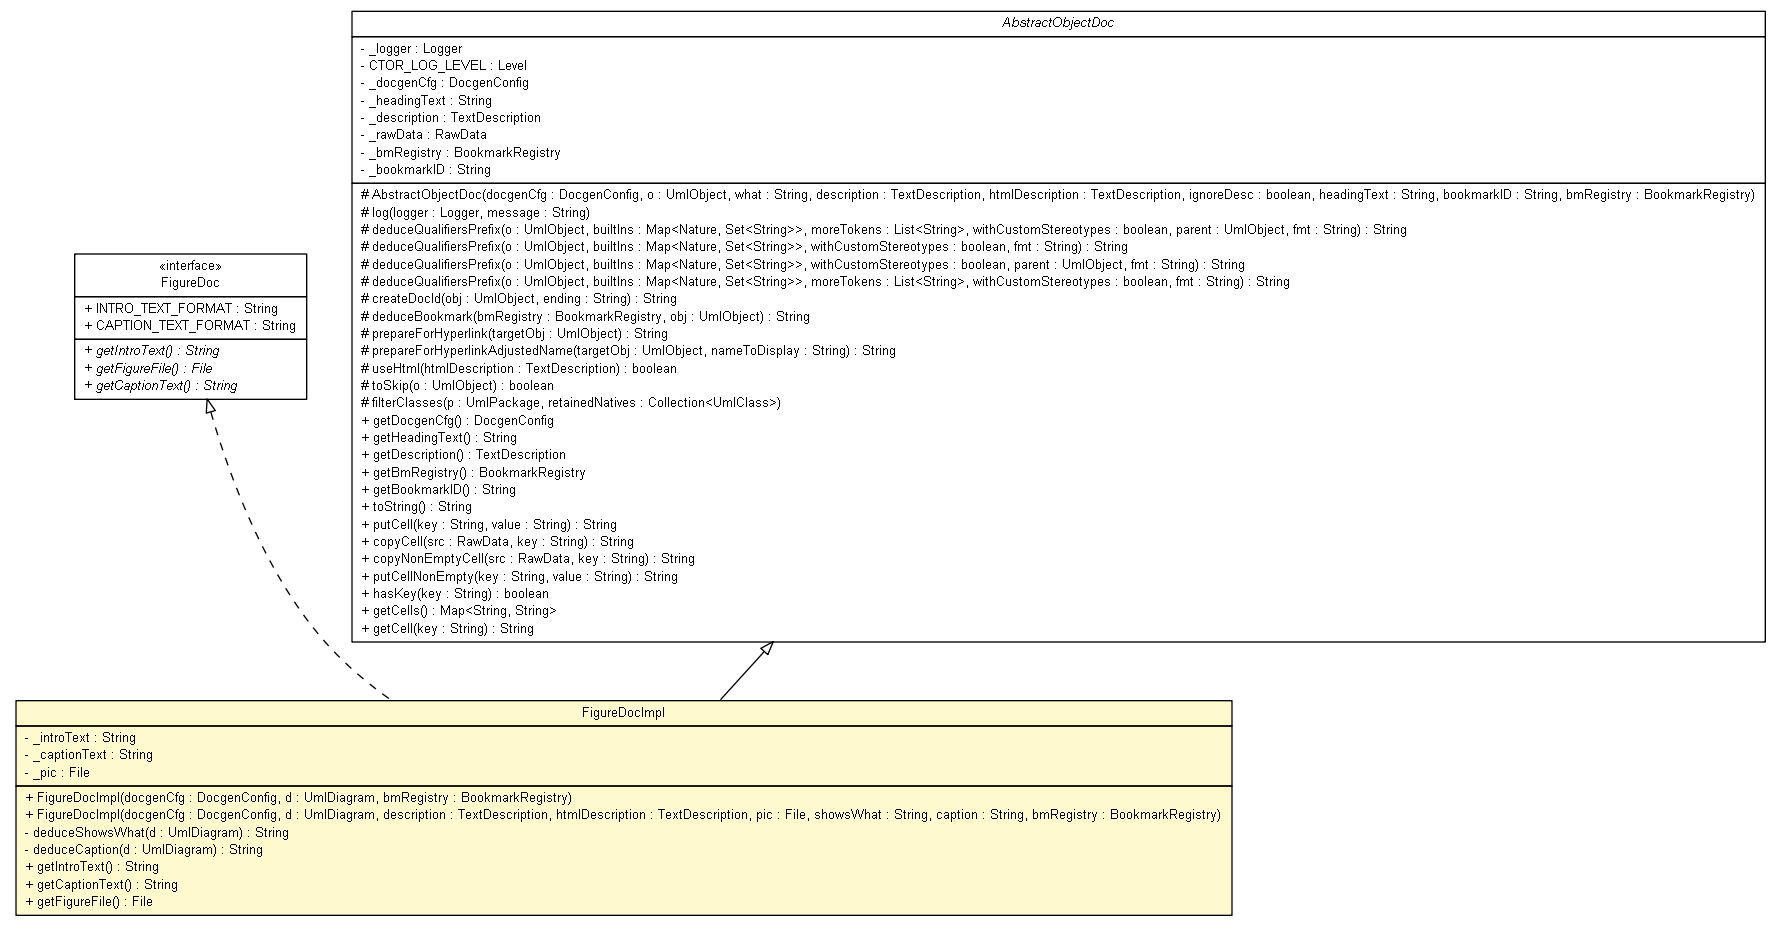 AbstractObjectDoc
- _logger : Logger
- CTOR_LOG_LEVEL : Level
- _docgenCfg : DocgenConfig
- _headingText : String
- _description : TextDescription
- _rawData : RawData
- _bmRegistry : BookmarkRegistry
- _bookmarkID : String
# AbstractObjectDoc(docgenCfg : DocgenConfig, o : UmlObject, what : String, description : TextDescription, htmlDescription : TextDescription, ignoreDesc : boolean, headingText : String, bookmarkID : String, bmRegistry : BookmarkRegistry)
# log(logger : Logger, message : String)
# deduceQualifiersPrefix(o : UmlObject, builtIns : Map<Nature, Set<String>>, moreTokens : List<String>, withCustomStereotypes : boolean, parent : UmlObject, fmt : String) : String
# deduceQualifiersPrefix(o : UmlObject, builtIns : Map<Nature, Set<String>>, withCustomStereotypes : boolean, fmt : String) : String
# deduceQualifiersPrefix(o : UmlObject, builtIns : Map<Nature, Set<String>>, withCustomStereotypes : boolean, parent : UmlObject, fmt : String) : String
# deduceQualifiersPrefix(o : UmlObject, builtIns : Map<Nature, Set<String>>, moreTokens : List<String>, withCustomStereotypes : boolean, fmt : String) : String
# createDocId(obj : UmlObject, ending : String) : String
# deduceBookmark(bmRegistry : BookmarkRegistry, obj : UmlObject) : String
# prepareForHyperlink(targetObj : UmlObject) : String
# prepareForHyperlinkAdjustedName(targetObj : UmlObject, nameToDisplay : String) : String
# useHtml(htmlDescription : TextDescription) : boolean
# toSkip(o : UmlObject) : boolean
# filterClasses(p : UmlPackage, retainedNatives : Collection<UmlClass>)
+ getDocgenCfg() : DocgenConfig
+ getHeadingText() : String
+ getDescription() : TextDescription
+ getBmRegistry() : BookmarkRegistry
+ getBookmarkID() : String
+ toString() : String
+ putCell(key : String, value : String) : String
+ copyCell(src : RawData, key : String) : String
+ copyNonEmptyCell(src : RawData, key : String) : String
+ putCellNonEmpty(key : String, value : String) : String
+ hasKey(key : String) : boolean
+ getCells() : Map<String, String>
+ getCell(key : String) : String
«interface»
FigureDoc
+ INTRO_TEXT_FORMAT : String
+ CAPTION_TEXT_FORMAT : String
+ getIntroText() : String
+ getFigureFile() : File
+ getCaptionText() : String
FigureDocImpl
- _introText : String
- _captionText : String
- _pic : File
+ FigureDocImpl(docgenCfg : DocgenConfig, d : UmlDiagram, bmRegistry : BookmarkRegistry)
+ FigureDocImpl(docgenCfg : DocgenConfig, d : UmlDiagram, description : TextDescription, htmlDescription : TextDescription, pic : File, showsWhat : String, caption : String, bmRegistry : BookmarkRegistry)
- deduceShowsWhat(d : UmlDiagram) : String
- deduceCaption(d : UmlDiagram) : String
+ getIntroText() : String
+ getCaptionText() : String
+ getFigureFile() : File